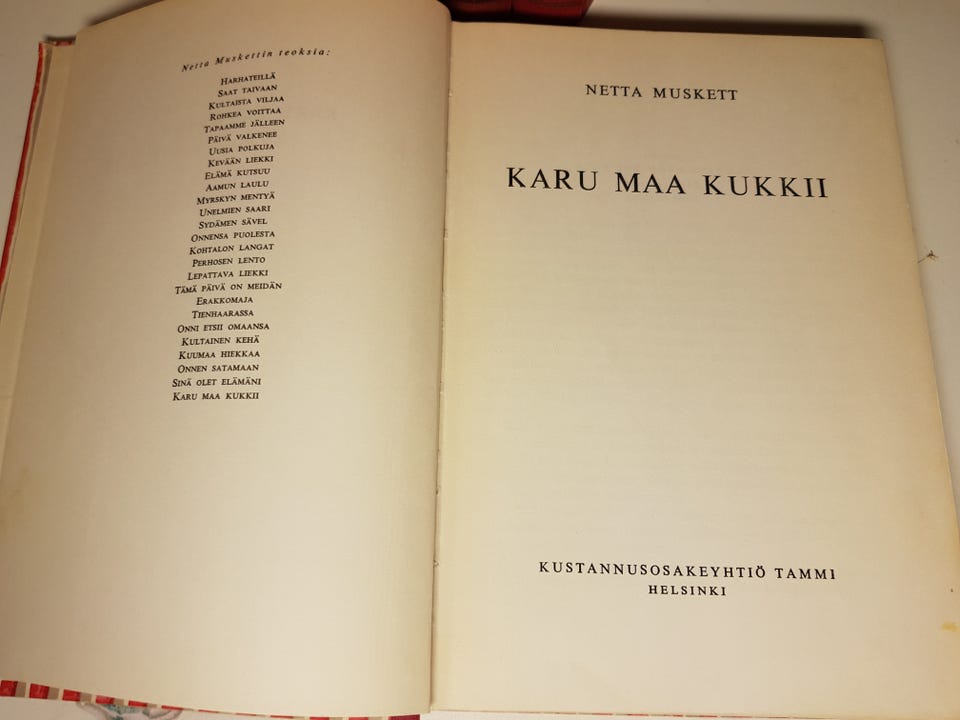 Netta Muskettin teoksia:
HARHATEILLÄ
SAAT TAIVAAN
KULTAISTA VILJAA
ROHKEA VOITTAA
TAPAAMME JÄLLEEN
PÄIVÄ VALKENEE
UUSIA POLKUJA
KEVÄÄN LIEKKI
ELÄMÄ KUTSUU
AAMUN LAULU
MYRSKYN MENTYÄ
UNELMIEN SAARI
SYDÄMEN SÄVEL
ONNENSA PUOLESTA
KOHTALON LANGAT
PERHOSEN LENTO
LEPATTAVA LIEKKI
TÄMÄ PÄIVÄ ON MEIDÄN
ERAKKOMAJA
TIENHAARASSA
ONNI ETSII OMAANSA
KULTAINEN KEHÄ
KUUMAA HIEKKAA
ONNEN SATAMAAN
SINÄ OLET ELÄMÄNI
KARU MAA KUKKII
NETTA MUSKETT
KARU MAA KUKKII
KUSTANNUSOSAKEYHTIÖ TAMMI
HELSINKI